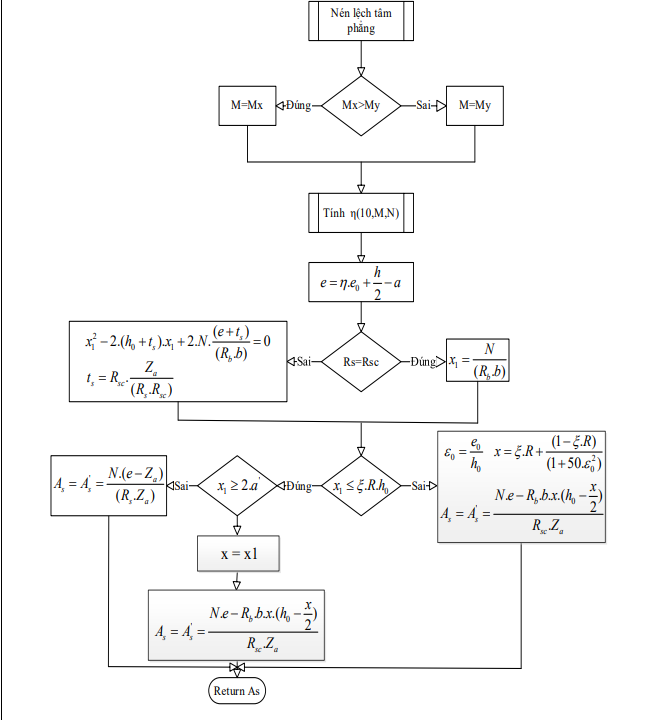 Nén lệch tâm
phẳng
M=Mx
Đúng
Mx>My
Sai
M=My
Tính η(10,M,N)
e = η.e₀ + h/2 − a
x₁² − 2.(h₀ + tₛ).x₁ + 2.N.(e + tₛ)/(R_b.b) = 0
tₛ = R_sc.Z_a/(Rₛ.R_sc)
Sai
Rs=Rsc
Đúng
x₁ = N/(R_b.b)
Aₛ = Aₛ' = N.(e − Z_a)/(Rₛ.Z_a)
Sai
x₁ ≥ 2.a'
Đúng
x₁ ≤ ξ.R.h₀
Sai
ε₀ = e₀/h₀ x = ξ.R + (1 − ξ.R)/(1 + 50.ε₀²)
Aₛ = Aₛ' = N.e − R_b.b.x.(h₀ − x/2)/R_sc.Z_a
x = x1
Aₛ = Aₛ' = N.e − R_b.b.x.(h₀ − x/2)/R_sc.Z_a
Return As